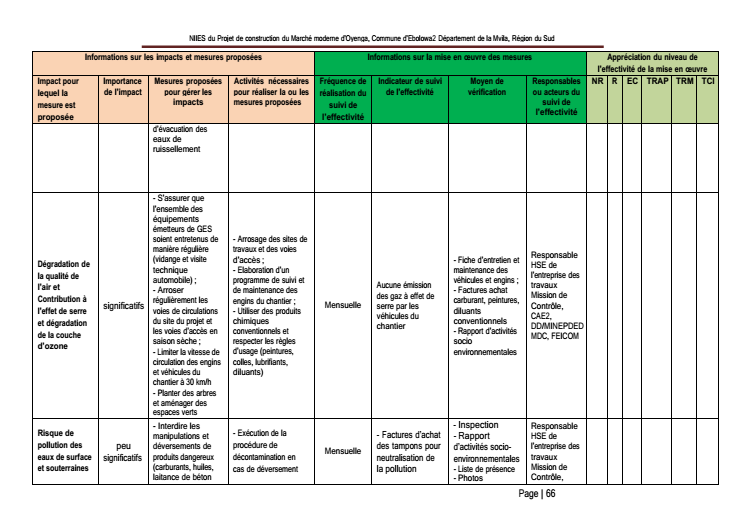 NIIES du Projet de construction du Marché moderne d'Oyenga, Commune d'Ebolowa2 Département de la Mvila, Région du Sud
Informations sur les impacts et mesures proposées
Informations sur la mise en œuvre des mesures
Appréciation du niveau de
l'effectivité de la mise en œuvre
Impact pour
lequel la
mesure est
proposée
Importance
de l'impact
Mesures proposées
pour gérer les
impacts
Activités nécessaires
pour réaliser la ou les
mesures proposées
Fréquence de
réalisation du
suivi de
l'effectivité
Indicateur de suivi
de l'effectivité
Moyen de
vérification
Responsables
ou acteurs du
suivi de
l'effectivité
NR
R
EC
TRAP
TRM
TCI
d'évacuation des
eaux de
ruissellement
Dégradation de
la qualité de
l'air et
Contribution à
l'effet de serre
et dégradation
de la couche
d'ozone
significatifs
- S'assurer que
l'ensemble des
équipements
émetteurs de GES
soient entretenus de
manière régulière
(vidange et visite
technique
automobile) ;
- Arroser
régulièrement les
voies de circulations
du site du projet et
les voies d'accès en
saison sèche ;
- Limiter la vitesse de
circulation des engins
et véhicules du
chantier à 30 km/h
- Planter des arbres
et aménager des
espaces verts
- Arrosage des sites de
travaux et des voies
d'accès ;
- Elaboration d'un
programme de suivi et
de maintenance des
engins du chantier ;
- Utiliser des produits
chimiques
conventionnels et
respecter les règles
d'usage (peintures,
colles, lubrifiants,
diluants)
Mensuelle
Aucune émission
des gaz à effet de
serre par les
véhicules du
chantier
- Fiche d'entretien et
maintenance des
véhicules et engins ;
- Factures achat
carburant, peintures,
diluants
conventionnels
- Rapport d'activités
socio
environnementales
Responsable
HSE de
l'entreprise des
travaux
Mission de
Contrôle,
CAE2,
DD/MINEPDED
MDC, FEICOM
Risque de
pollution des
eaux de surface
et souterraines
peu
significatifs
- Interdire les
manipulations et
déversements de
produits dangereux
(carburants, huiles,
laitance de béton
- Exécution de la
procédure de
décontamination en
cas de déversement
Mensuelle
- Factures d'achat
des tampons pour
neutralisation de
la pollution
- Inspection
- Rapport
d'activités socio-
environnementales
- Liste de présence
- Photos
Responsable
HSE de
l'entreprise des
travaux
Mission de
Contrôle,
Page | 66